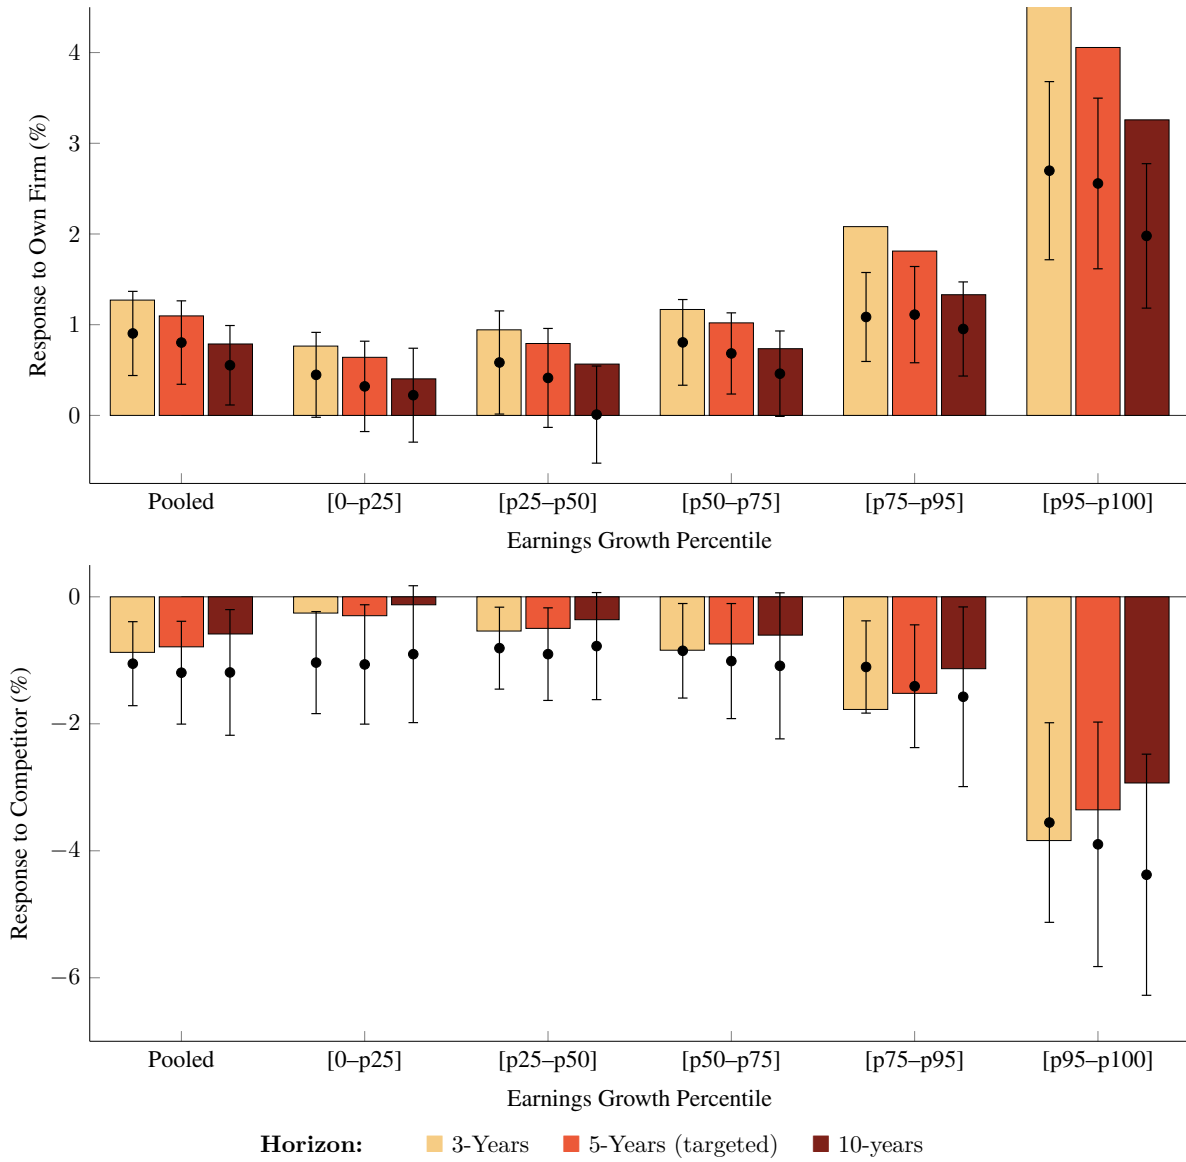 4
3
2
1
0
Response to Own Firm (%)
Pooled [0–p25] [p25–p50] [p50–p75] [p75–p95] [p95–p100]
Earnings Growth Percentile
0
−2
−4
−6
Response to Competitor (%)
Pooled [0–p25] [p25–p50] [p50–p75] [p75–p95] [p95–p100]
Earnings Growth Percentile
Horizon: 3-Years 5-Years (targeted) 10-years